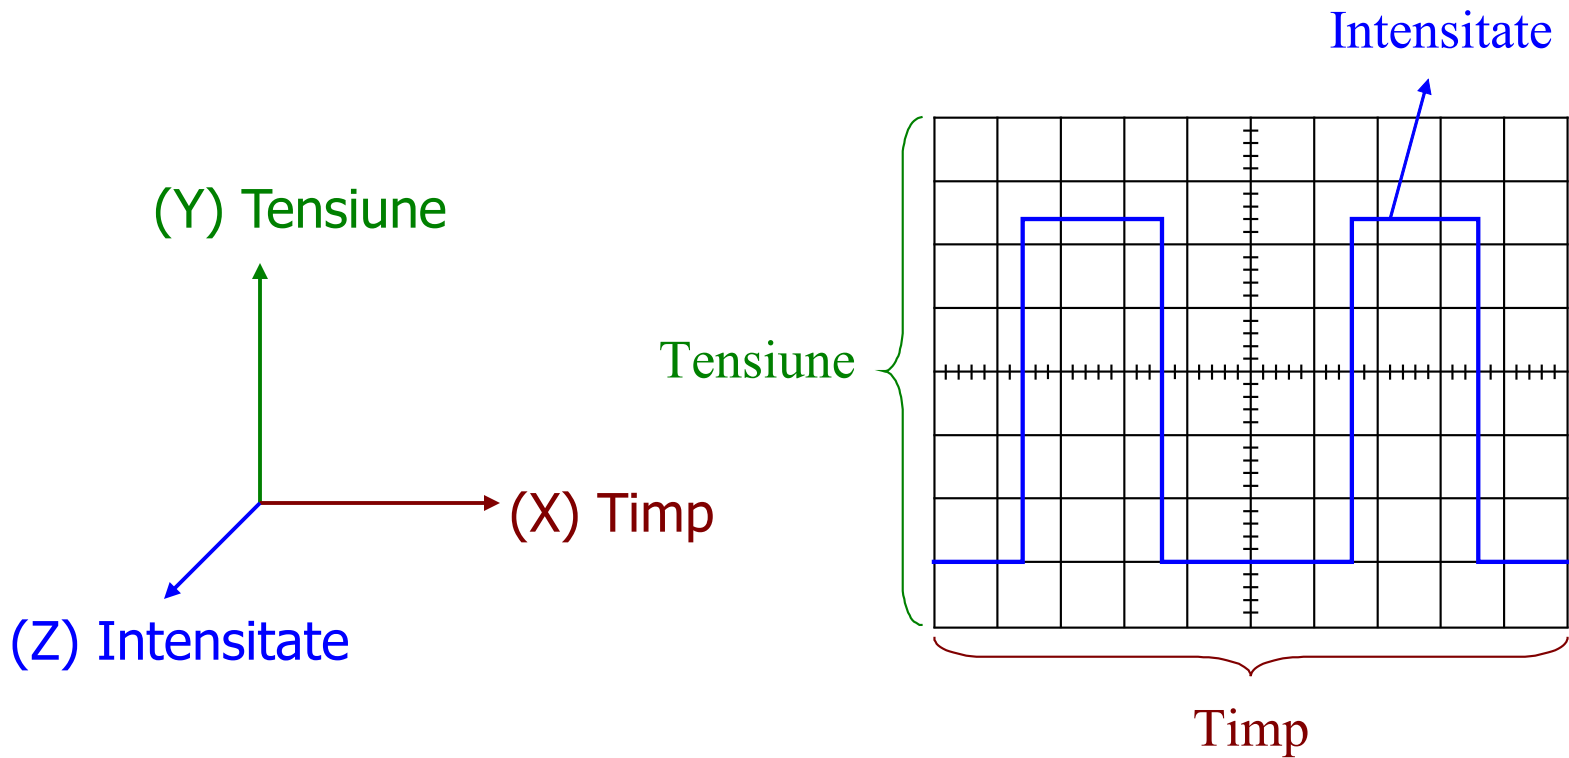 (Y) Tensiune
(X) Timp
(Z) Intensitate
Intensitate
Tensiune
Timp